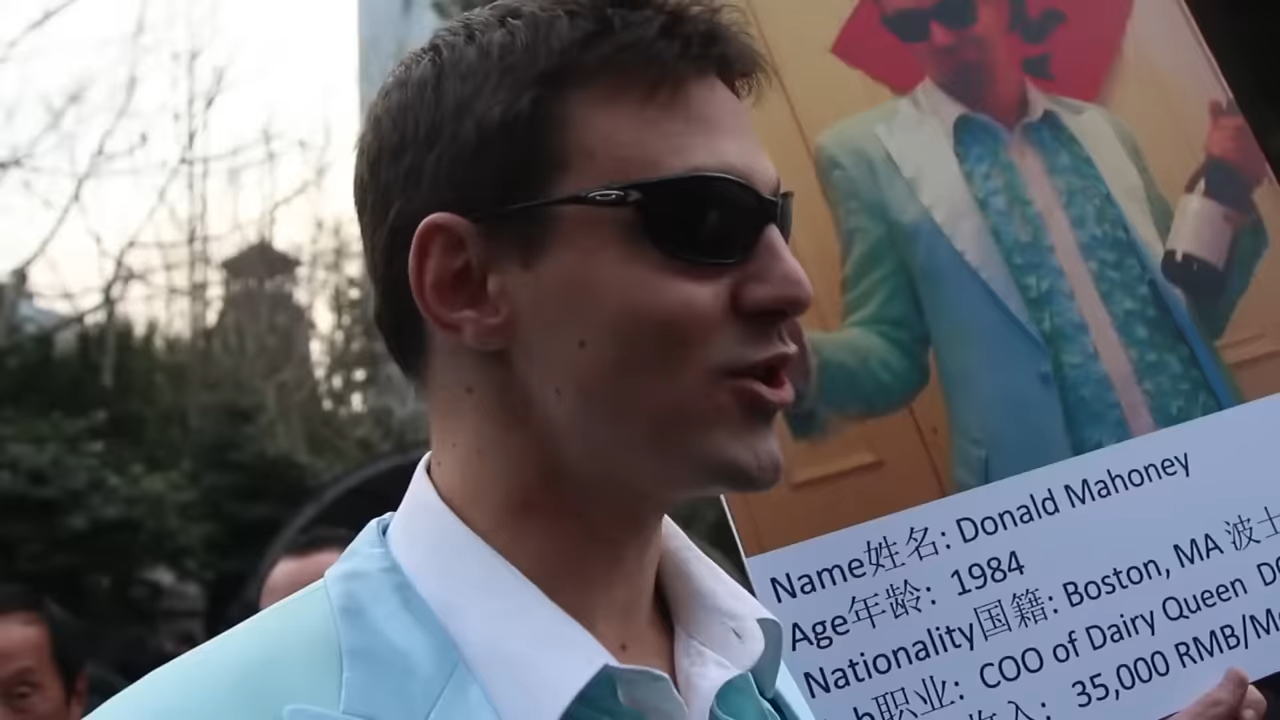 Name姓名: Donald Mahoney
Age年龄: 1984
Nationality国籍: Boston, MA 波士
职业: COO of Dairy Queen
收入: 35,000 RMB/M